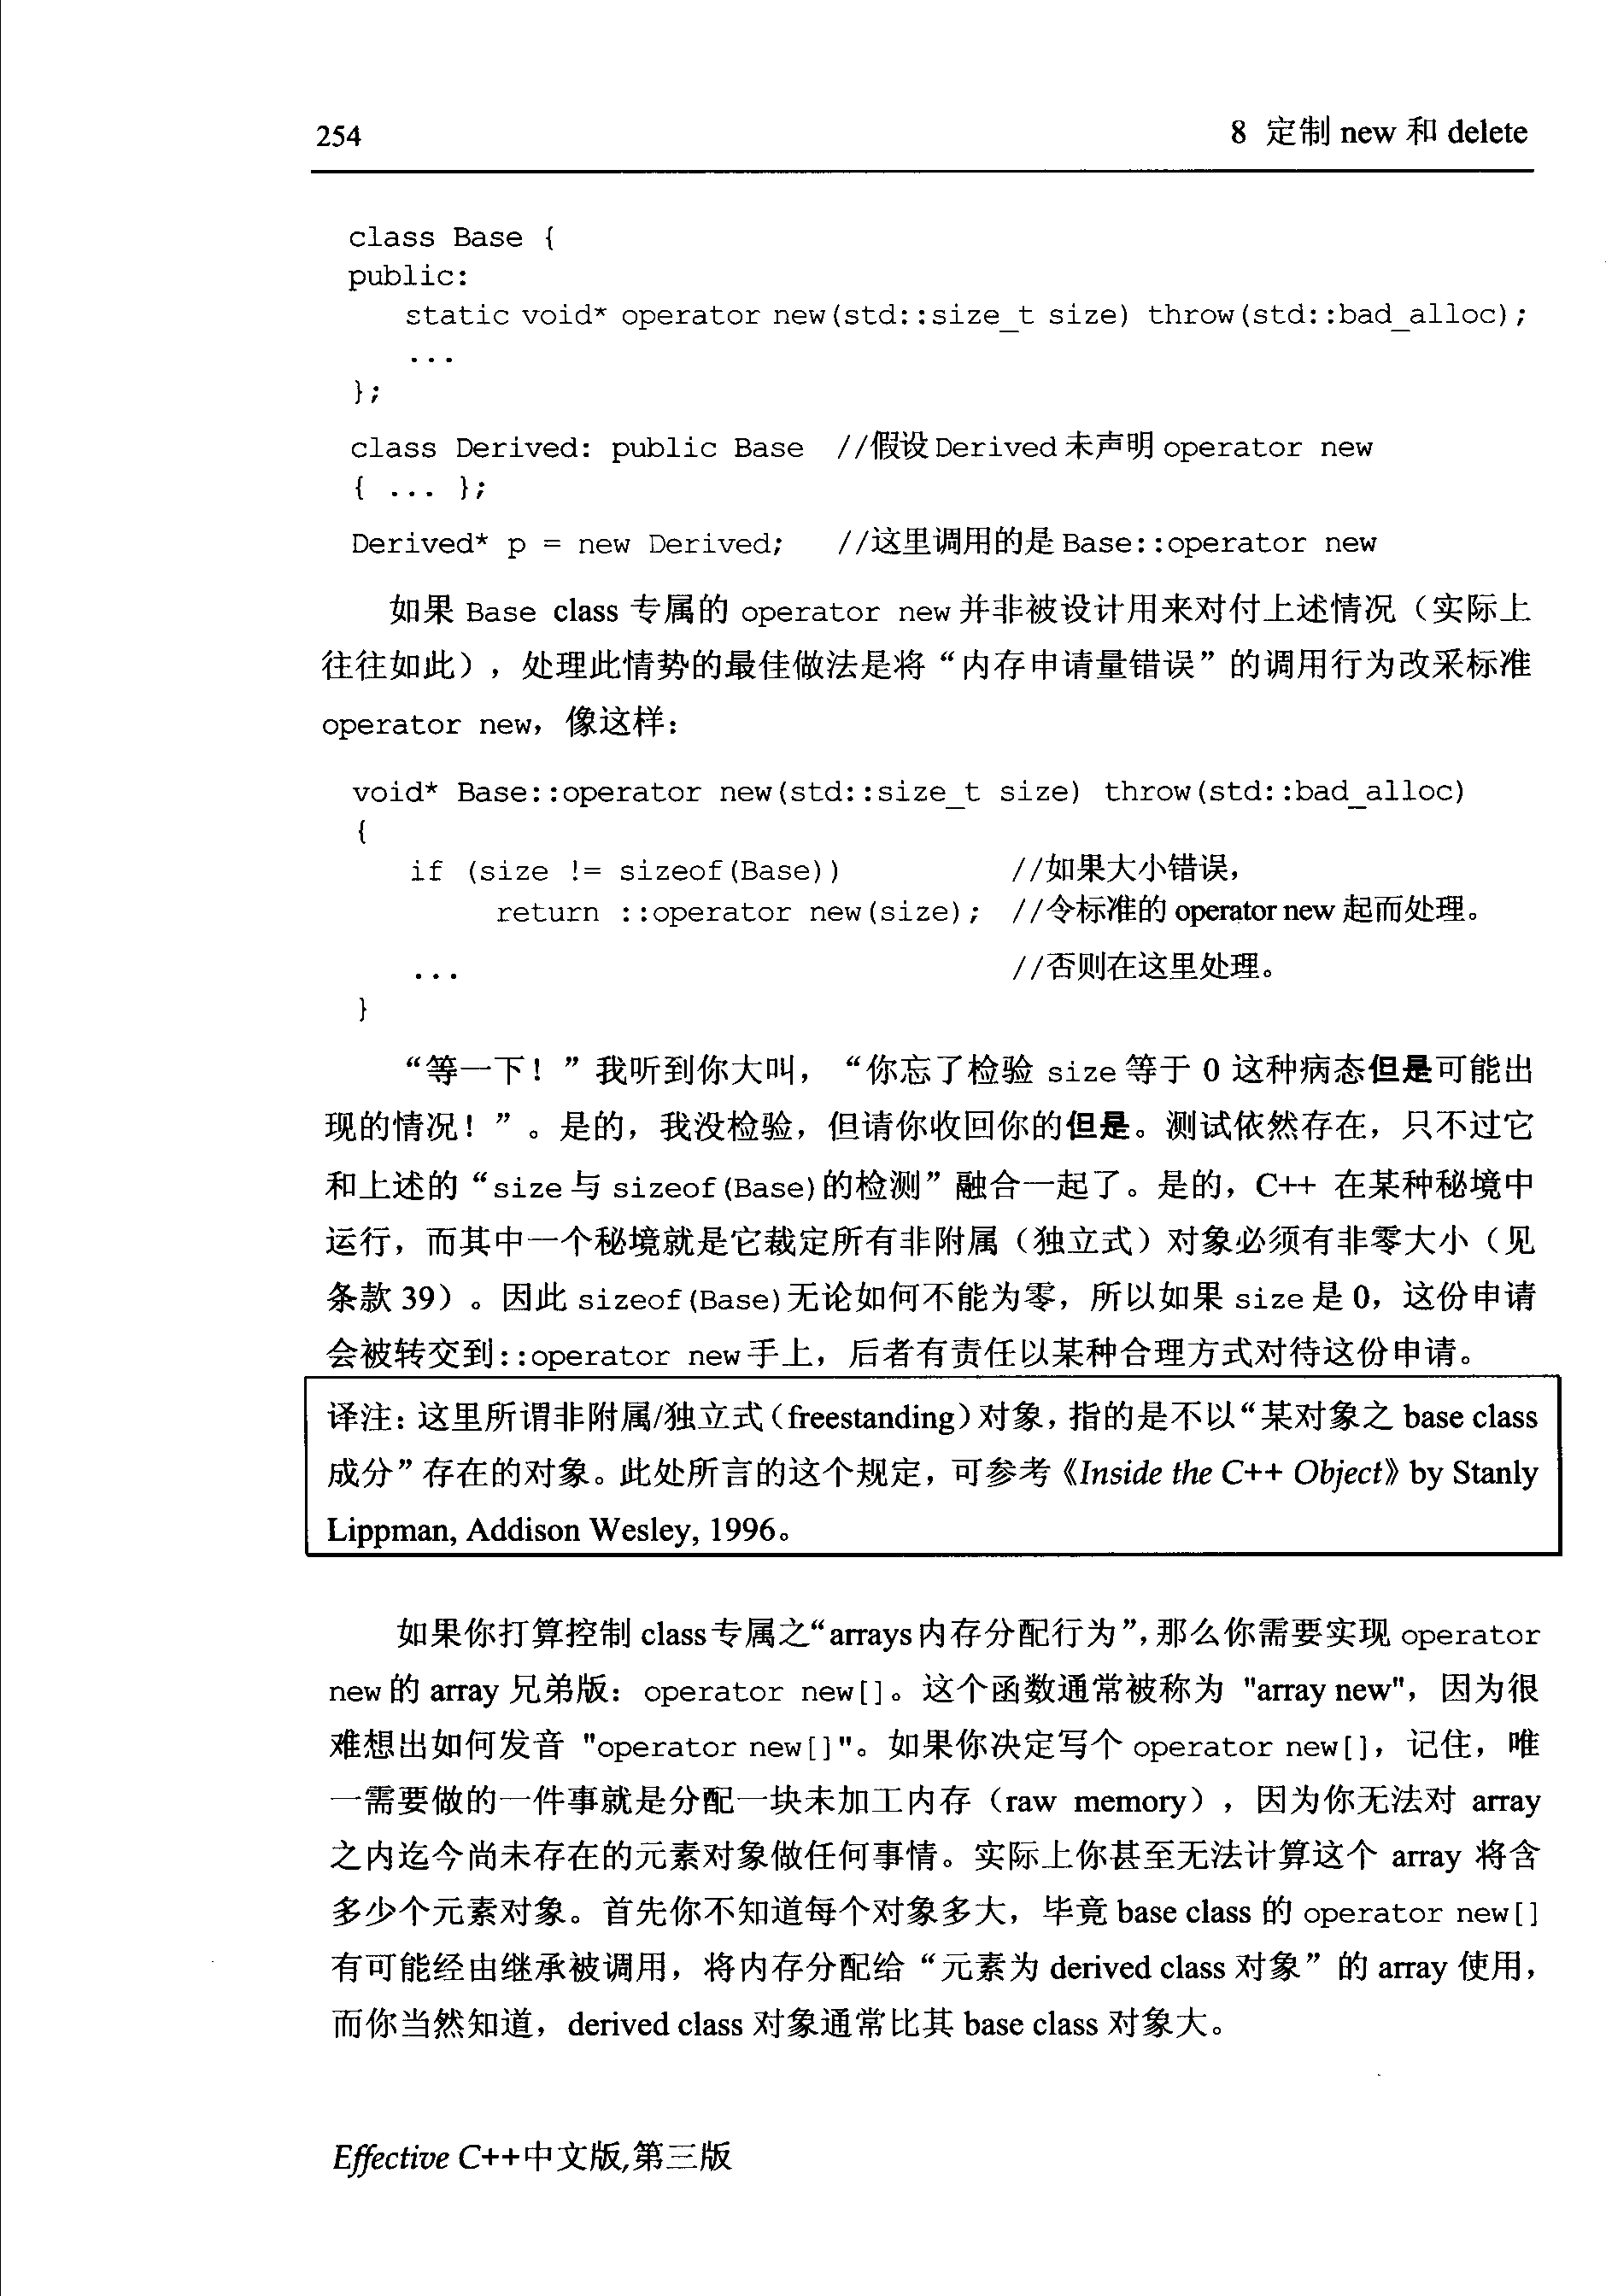 254 8 定制 new 和 delete
class Base {
public:
static void* operator new(std::size_t size) throw(std::bad_alloc);
...
};
class Derived: public Base //假设Derived未声明operator new
{ ... };
Derived* p = new Derived; //这里调用的是Base::operator new
如果 Base class 专属的 operator new 并非被设计用来对付上述情况（实际上
往往如此），处理此情势的最佳做法是将“内存申请量错误”的调用行为改采标准
operator new，像这样：
void* Base::operator new(std::size_t size) throw(std::bad_alloc)
{
if (size != sizeof(Base)) //如果大小错误，
return ::operator new(size); //令标准的 operator new 起而处理。
... //否则在这里处理。
}
“等一下！”我听到你大叫，“你忘了检验 size 等于 0 这种病态但是可能出
现的情况！”。是的，我没检验，但请你收回你的但是。测试依然存在，只不过它
和上述的“size 与 sizeof(Base)的检测”融合一起了。是的，C++ 在某种秘境中
运行，而其中一个秘境就是它裁定所有非附属（独立式）对象必须有非零大小（见
条款 39）。因此 sizeof(Base)无论如何不能为零，所以如果 size 是 0，这份申请
会被转交到::operator new 手上，后者有责任以某种合理方式对待这份申请。
译注：这里所谓非附属/独立式（freestanding）对象，指的是不以“某对象之 base class
成分”存在的对象。此处所言的这个规定，可参考《Inside the C++ Object》by Stanly
Lippman, Addison Wesley, 1996。
如果你打算控制 class 专属之“arrays 内存分配行为”，那么你需要实现 operator
new 的 array 兄弟版：operator new[]。这个函数通常被称为 "array new"，因为很
难想出如何发音 "operator new[]"。如果你决定写个 operator new[]，记住，唯
一需要做的一件事就是分配一块未加工内存（raw memory），因为你无法对 array
之内迄今尚未存在的元素对象做任何事情。实际上你甚至无法计算这个 array 将含
多少个元素对象。首先你不知道每个对象多大，毕竟 base class 的 operator new[]
有可能经由继承被调用，将内存分配给“元素为 derived class 对象”的 array 使用，
而你当然知道，derived class 对象通常比其 base class 对象大。
Effective C++中文版,第三版